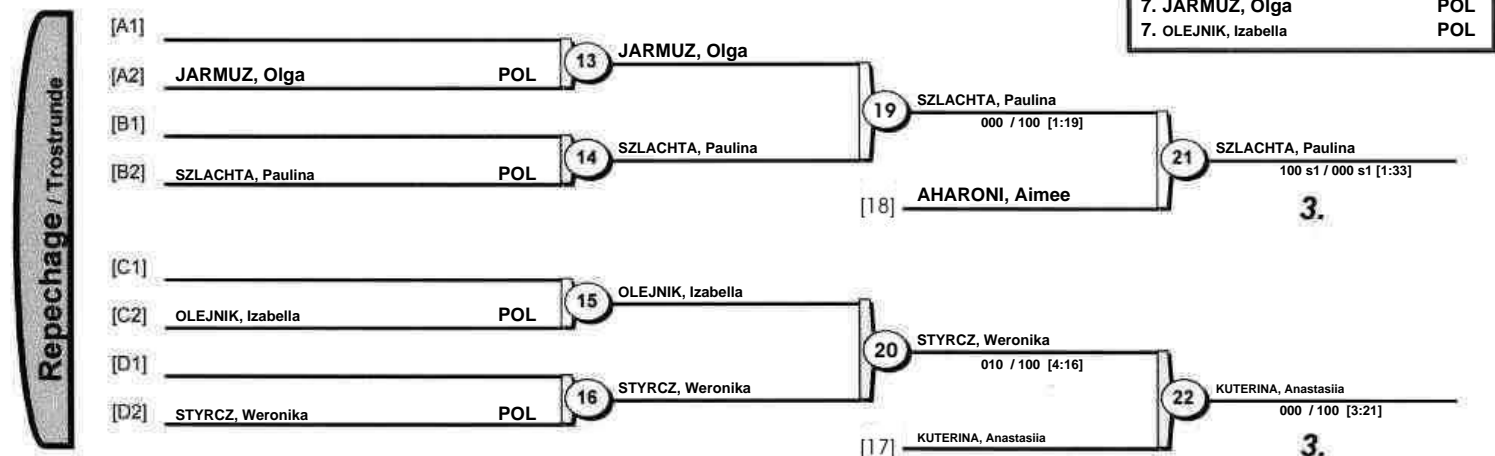 7. JARMUZ, Olga POL
7. OLEJNIK, Izabella POL
Repechage / Trostrunde
[A1]
[A2] JARMUZ, Olga POL
13 JARMUZ, Olga
[B1]
[B2] SZLACHTA, Paulina POL
14 SZLACHTA, Paulina
19 SZLACHTA, Paulina
000 / 100 [1:19]
[18] AHARONI, Aimee
21 SZLACHTA, Paulina
100 s1 / 000 s1 [1:33]
3.
[C1]
[C2] OLEJNIK, Izabella POL
15 OLEJNIK, Izabella
[D1]
[D2] STYRCZ, Weronika POL
16 STYRCZ, Weronika
20 STYRCZ, Weronika
010 / 100 [4:16]
[17] KUTERINA, Anastasiia
22 KUTERINA, Anastasiia
000 / 100 [3:21]
3.